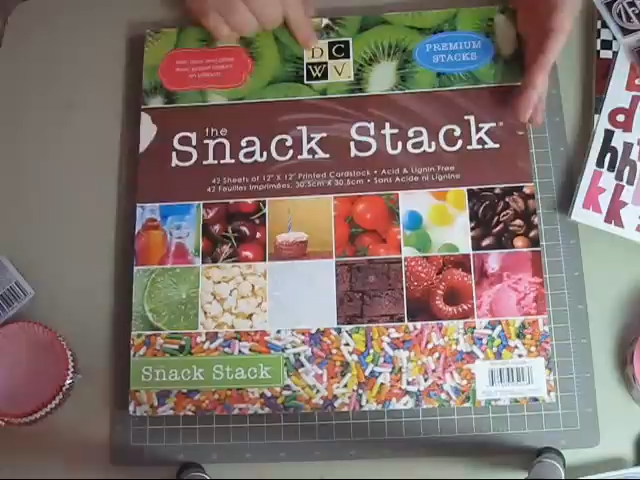 D C
W V
PREMIUM
STACKS
the
Snack Stack
42 Sheets of 12" X 12" Printed Cardstock • Acid & Lignin Free
42 Feuilles Imprimées, 30.5cm X 30.5cm • Sans Acide ni Lignine
Snack Stack